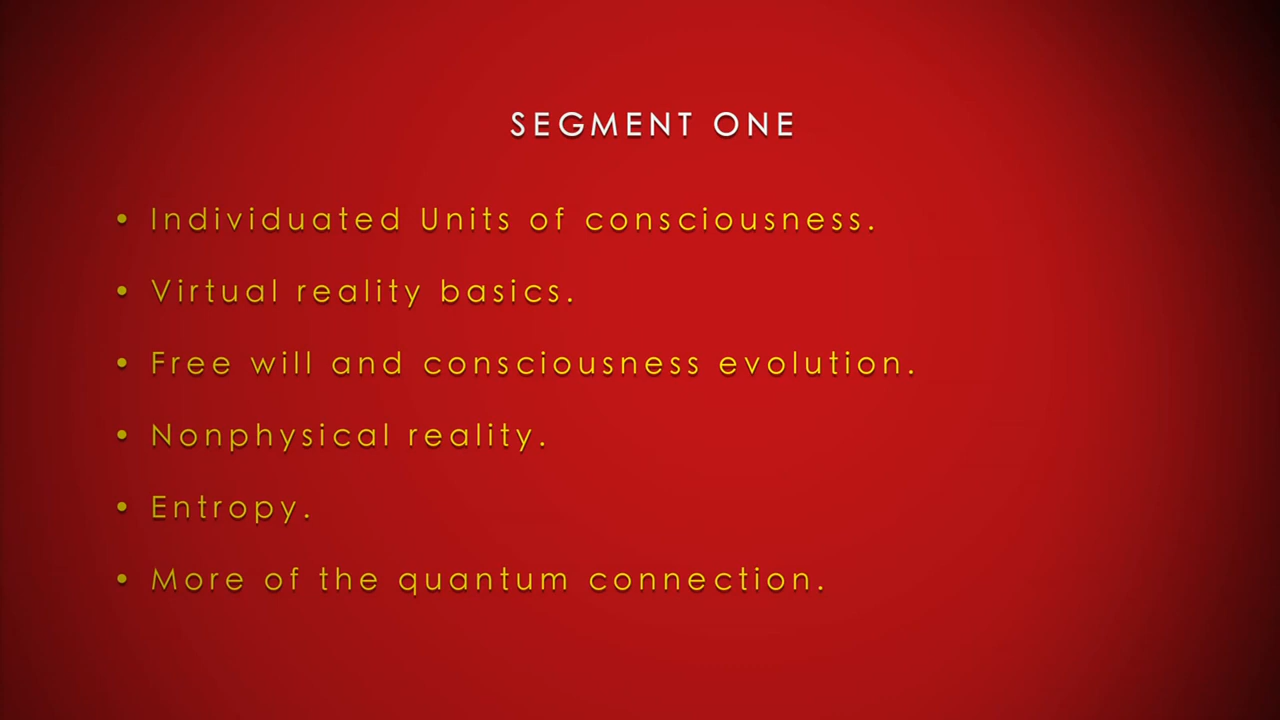 SEGMENT ONE
• Individuated Units of consciousness.
• Virtual reality basics.
• Free will and consciousness evolution.
• Nonphysical reality.
• Entropy.
• More of the quantum connection.